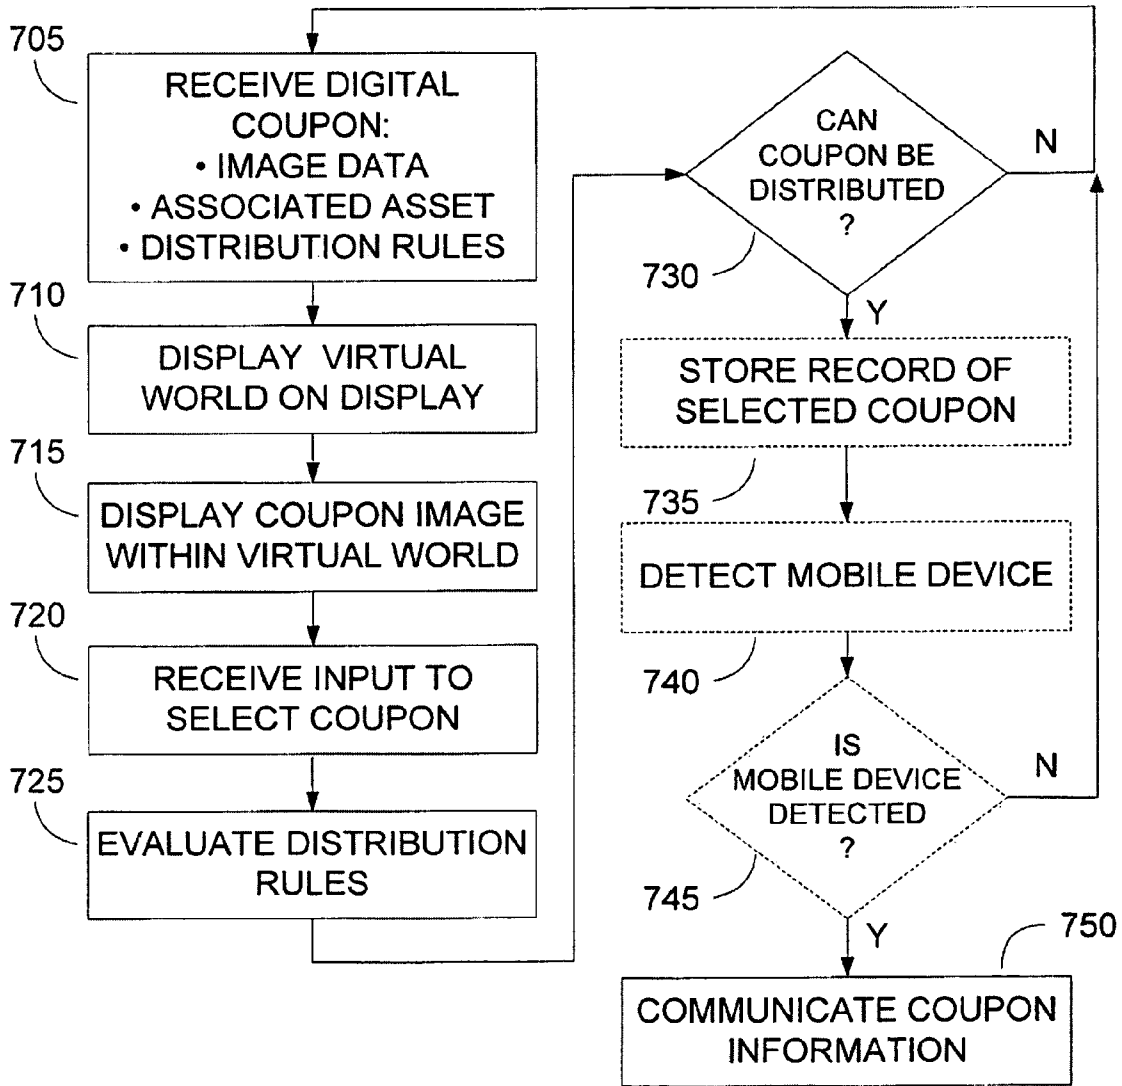 705
RECEIVE DIGITAL
COUPON:
• IMAGE DATA
• ASSOCIATED ASSET
• DISTRIBUTION RULES
710
DISPLAY VIRTUAL
WORLD ON DISPLAY
715
DISPLAY COUPON IMAGE
WITHIN VIRTUAL WORLD
720
RECEIVE INPUT TO
SELECT COUPON
725
EVALUATE DISTRIBUTION
RULES
CAN
COUPON BE
DISTRIBUTED
?
N
730
Y
STORE RECORD OF
SELECTED COUPON
735
DETECT MOBILE DEVICE
740
IS
MOBILE DEVICE
DETECTED
?
N
745
Y
750
COMMUNICATE COUPON
INFORMATION